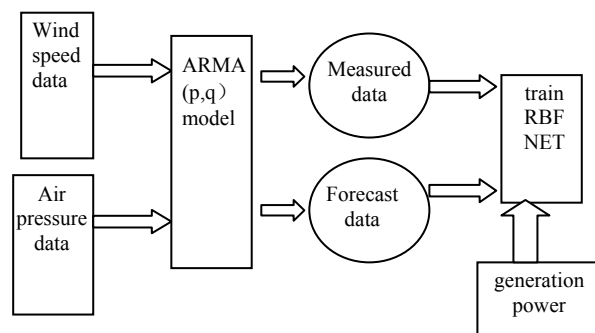 Wind
speed
data
ARMA
(p,q）
model
Measured
data
train
RBF
NET
Air
pressure
data
Forecast
data
generation
power